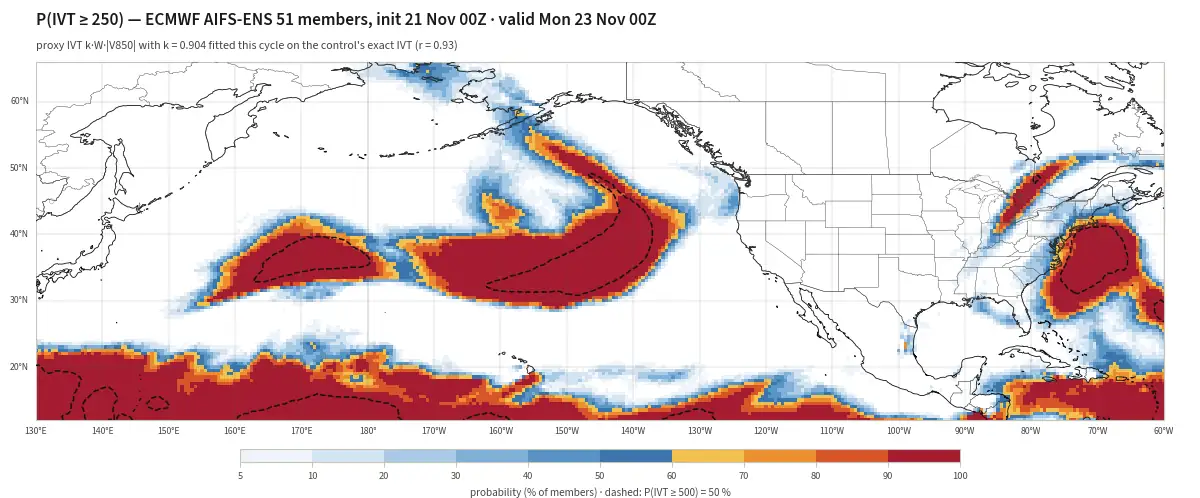 P(IVT ≥ 250) — ECMWF AIFS-ENS 51 members, init 21 Nov 00Z · valid Mon 23 Nov 00Z
proxy IVT k·W·|V850| with k = 0.904 fitted this cycle on the control's exact IVT (r = 0.93)
60°N
50°N
40°N
30°N
20°N
130°E 140°E 150°E 160°E 170°E 180° 170°W 160°W 150°W 140°W 130°W 120°W 110°W 100°W 90°W 80°W 70°W 60°W
5 10 20 30 40 50 60 70 80 90 100
probability (% of members) · dashed: P(IVT ≥ 500) = 50 %